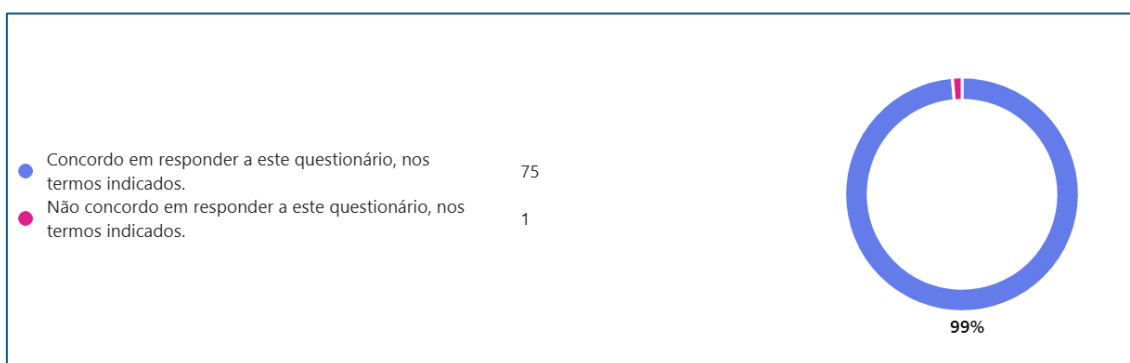 Concordo em responder a este questionário, nos
termos indicados.
75
Não concordo em responder a este questionário, nos
termos indicados.
1
99%